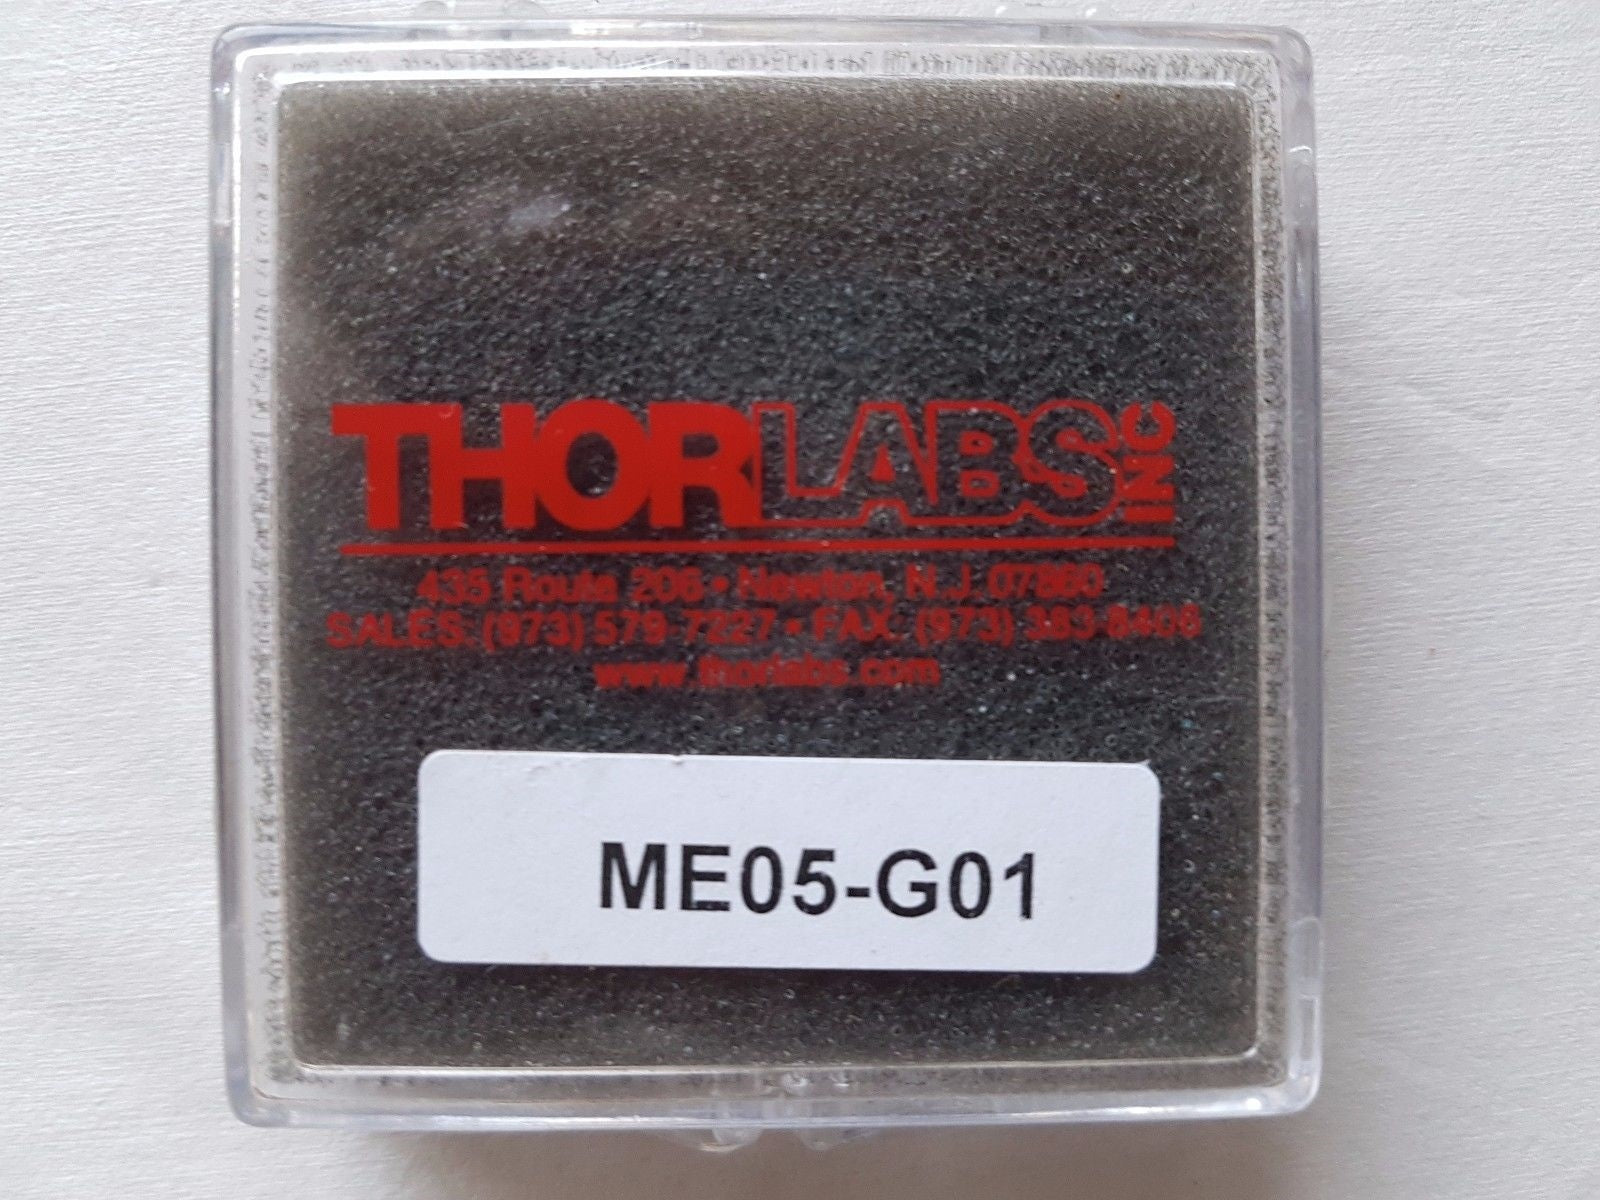 THORLABS INC
435 Route 206 • Newton, N.J. 07860
SALES: (973) 579-7227 • FAX: (973) 383-8406
www.thorlabs.com
ME05-G01